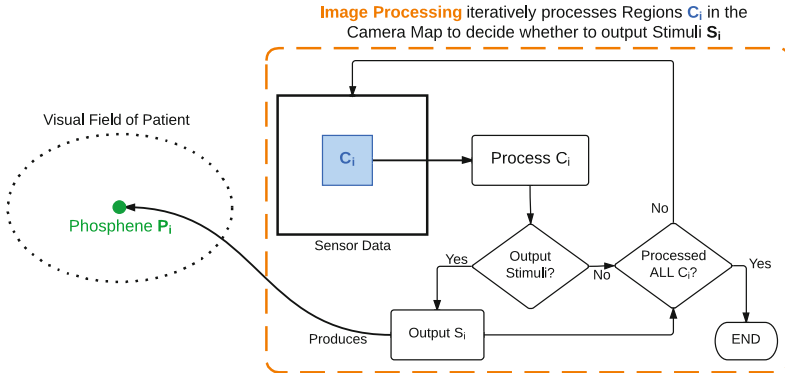 Image Processing iteratively processes Regions Cᵢ in the
Camera Map to decide whether to output Stimuli Sᵢ
Visual Field of Patient
Phosphene Pᵢ
Cᵢ
Sensor Data
Process Cᵢ
Output
Stimuli?
Yes
No
Processed
ALL Cᵢ?
No
Yes
Output Sᵢ
Produces
END